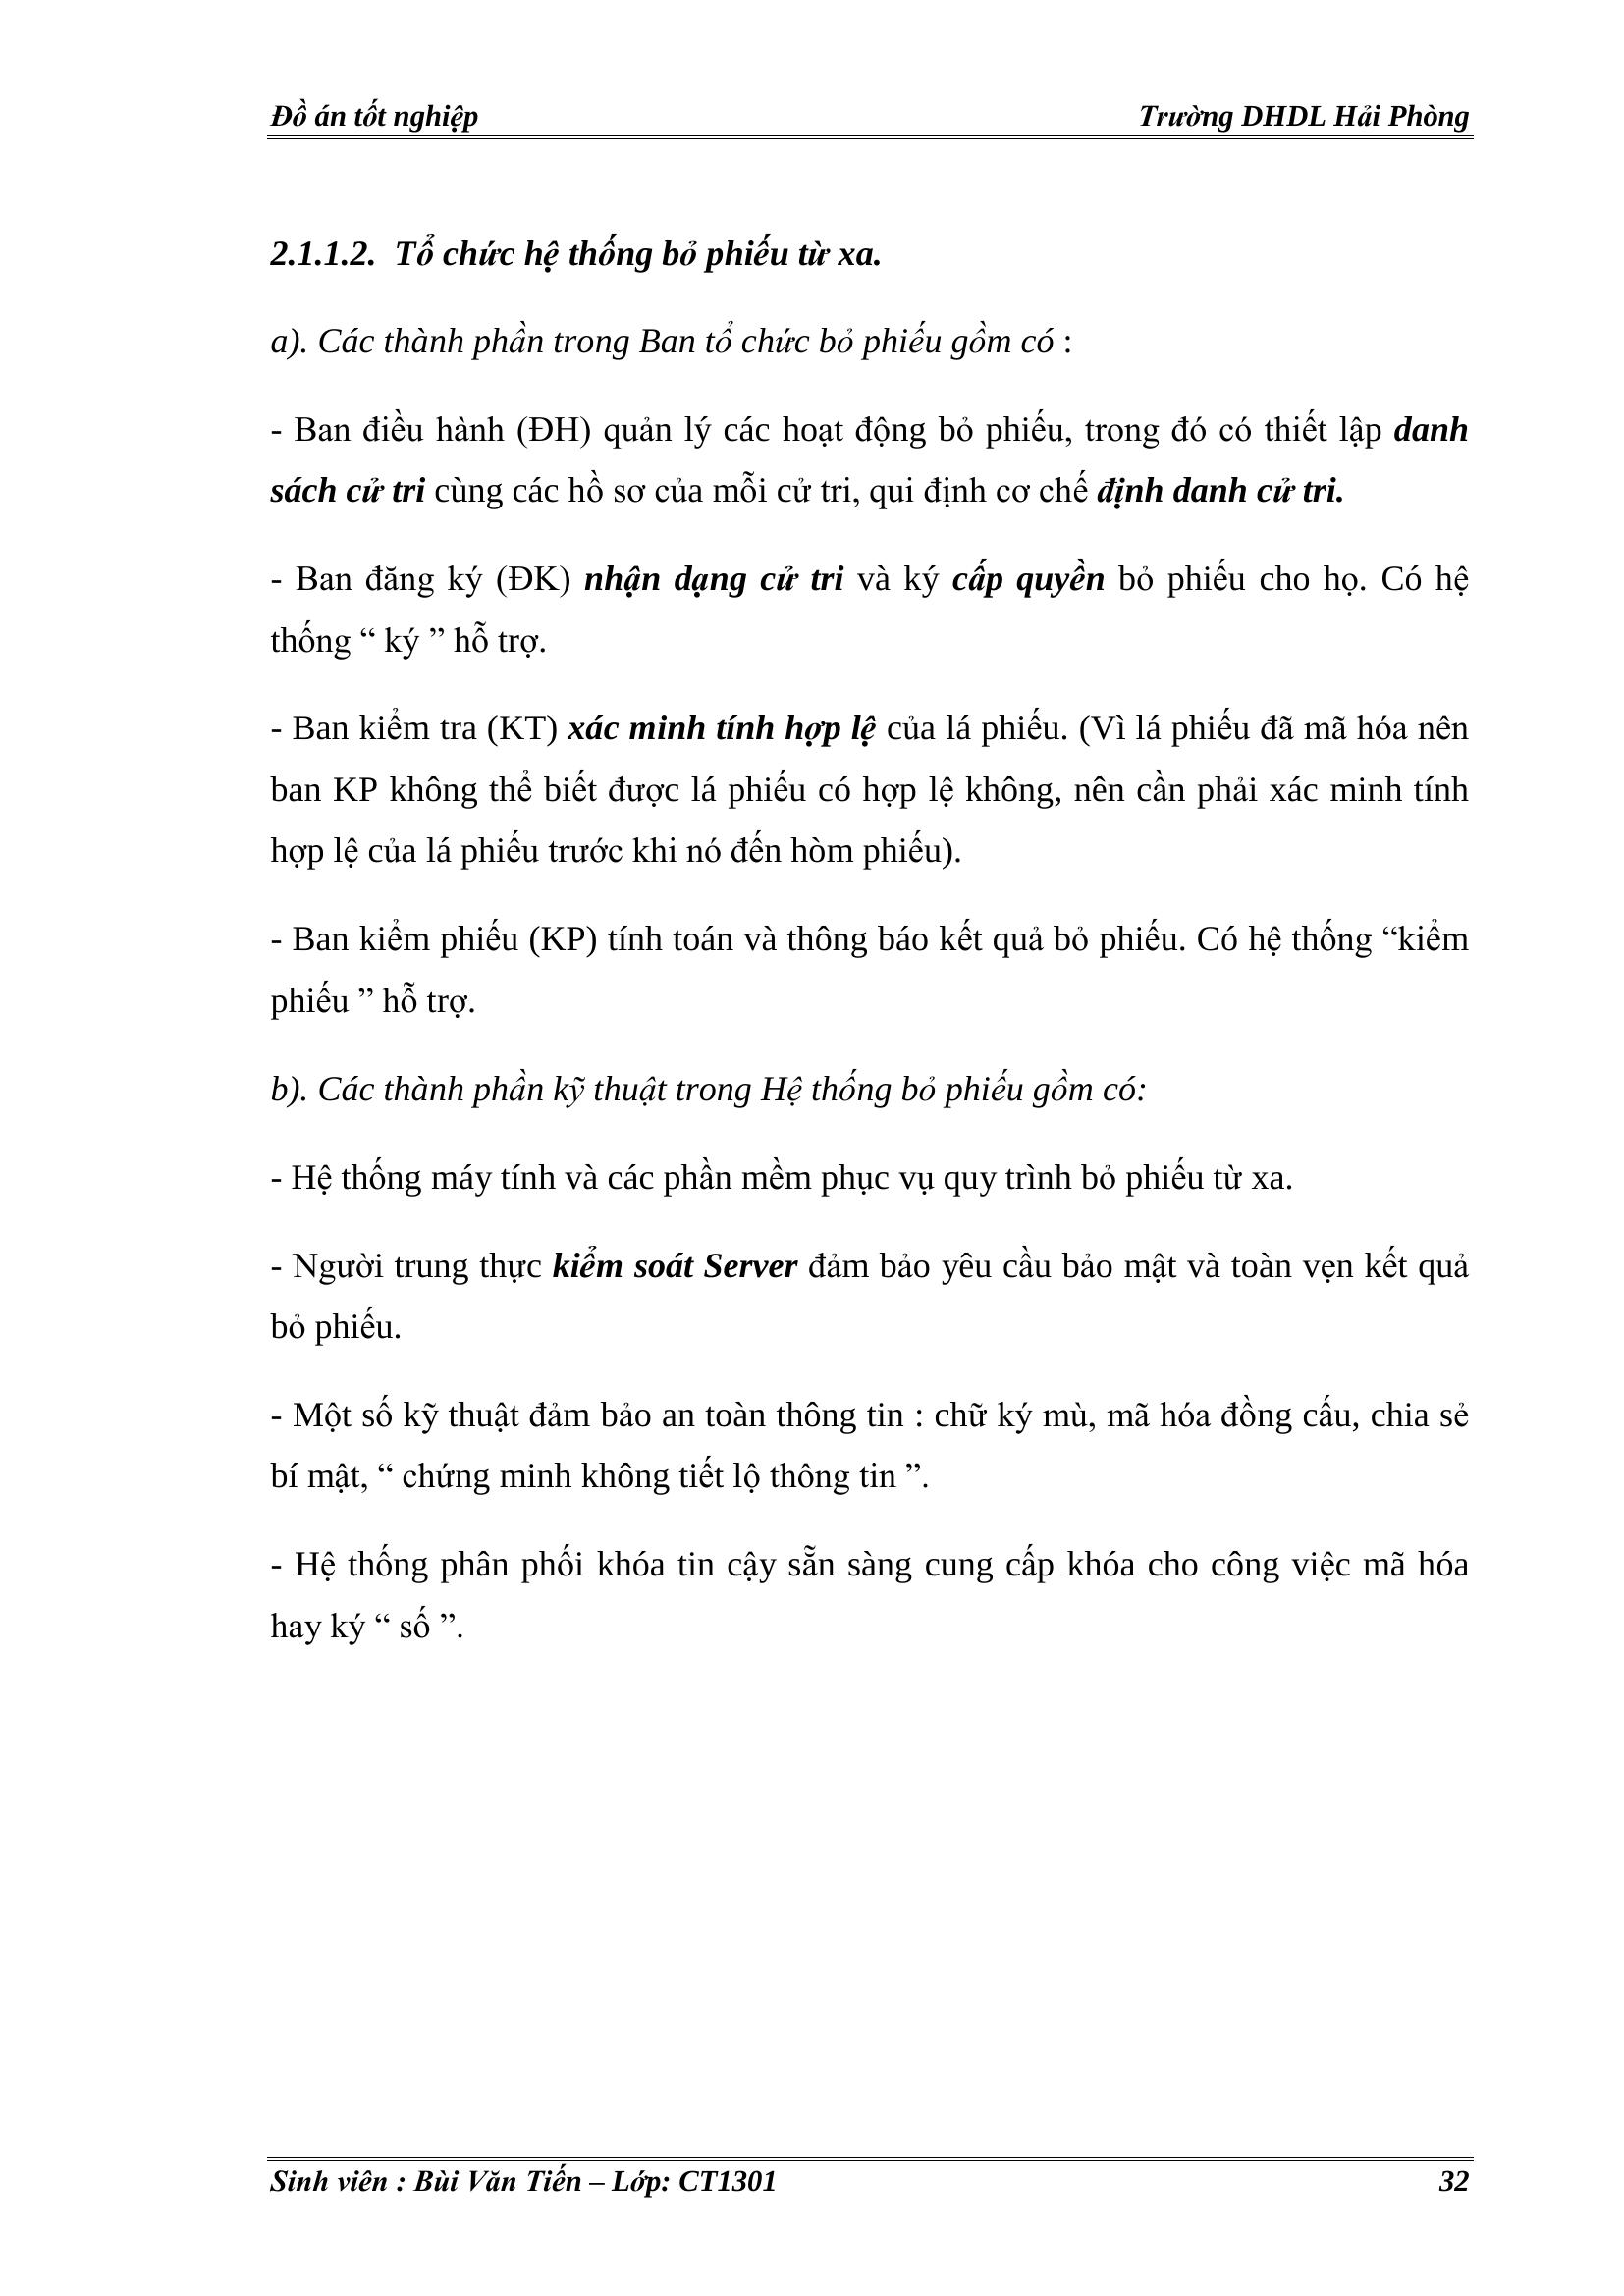 Đồ án tốt nghiệp Trường DHDL Hải Phòng
2.1.1.2. Tổ chức hệ thống bỏ phiếu từ xa.
a). Các thành phần trong Ban tổ chức bỏ phiếu gồm có :
- Ban điều hành (ĐH) quản lý các hoạt động bỏ phiếu, trong đó có thiết lập danh
sách cử tri cùng các hồ sơ của mỗi cử tri, qui định cơ chế định danh cử tri.
- Ban đăng ký (ĐK) nhận dạng cử tri và ký cấp quyền bỏ phiếu cho họ. Có hệ
thống “ ký ” hỗ trợ.
- Ban kiểm tra (KT) xác minh tính hợp lệ của lá phiếu. (Vì lá phiếu đã mã hóa nên
ban KP không thể biết được lá phiếu có hợp lệ không, nên cần phải xác minh tính
hợp lệ của lá phiếu trước khi nó đến hòm phiếu).
- Ban kiểm phiếu (KP) tính toán và thông báo kết quả bỏ phiếu. Có hệ thống “kiểm
phiếu ” hỗ trợ.
b). Các thành phần kỹ thuật trong Hệ thống bỏ phiếu gồm có:
- Hệ thống máy tính và các phần mềm phục vụ quy trình bỏ phiếu từ xa.
- Người trung thực kiểm soát Server đảm bảo yêu cầu bảo mật và toàn vẹn kết quả
bỏ phiếu.
- Một số kỹ thuật đảm bảo an toàn thông tin : chữ ký mù, mã hóa đồng cấu, chia sẻ
bí mật, “ chứng minh không tiết lộ thông tin ”.
- Hệ thống phân phối khóa tin cậy sẵn sàng cung cấp khóa cho công việc mã hóa
hay ký “ số ”.
Sinh viên : Bùi Văn Tiến – Lớp: CT1301 32